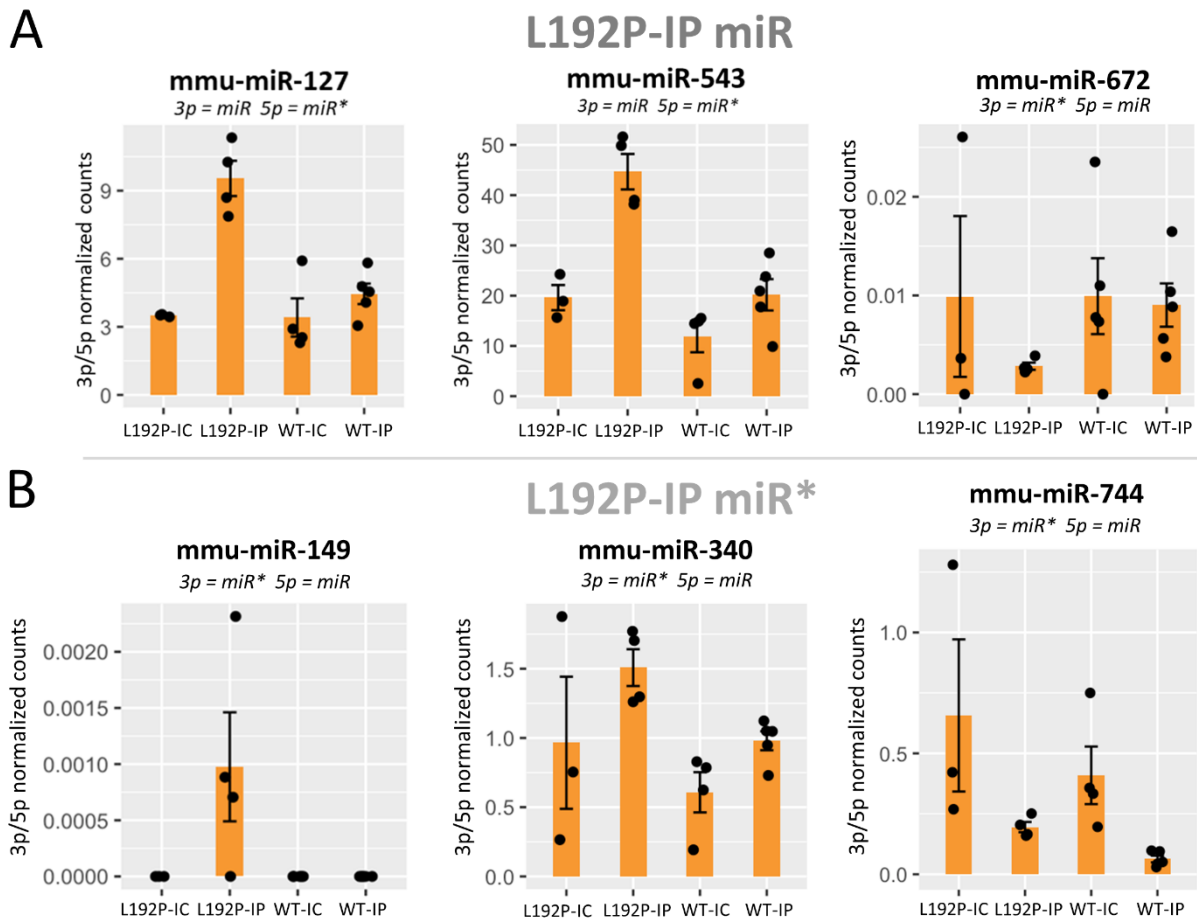 A
L192P-IP miR
mmu-miR-127
3p = miR 5p = miR*
3p/5p normalized counts
9
6
3
0
L192P-IC L192P-IP WT-IC WT-IP
mmu-miR-543
3p = miR 5p = miR*
3p/5p normalized counts
50
40
30
20
10
0
L192P-IC L192P-IP WT-IC WT-IP
mmu-miR-672
3p = miR* 5p = miR
3p/5p normalized counts
0.02
0.01
0.00
L192P-IC L192P-IP WT-IC WT-IP
B
L192P-IP miR*
mmu-miR-149
3p = miR* 5p = miR
3p/5p normalized counts
0.0020
0.0015
0.0010
0.0005
0.0000
L192P-IC L192P-IP WT-IC WT-IP
mmu-miR-340
3p = miR* 5p = miR
3p/5p normalized counts
1.5
1.0
0.5
0.0
L192P-IC L192P-IP WT-IC WT-IP
mmu-miR-744
3p = miR* 5p = miR
3p/5p normalized counts
1.0
0.5
0.0
L192P-IC L192P-IP WT-IC WT-IP